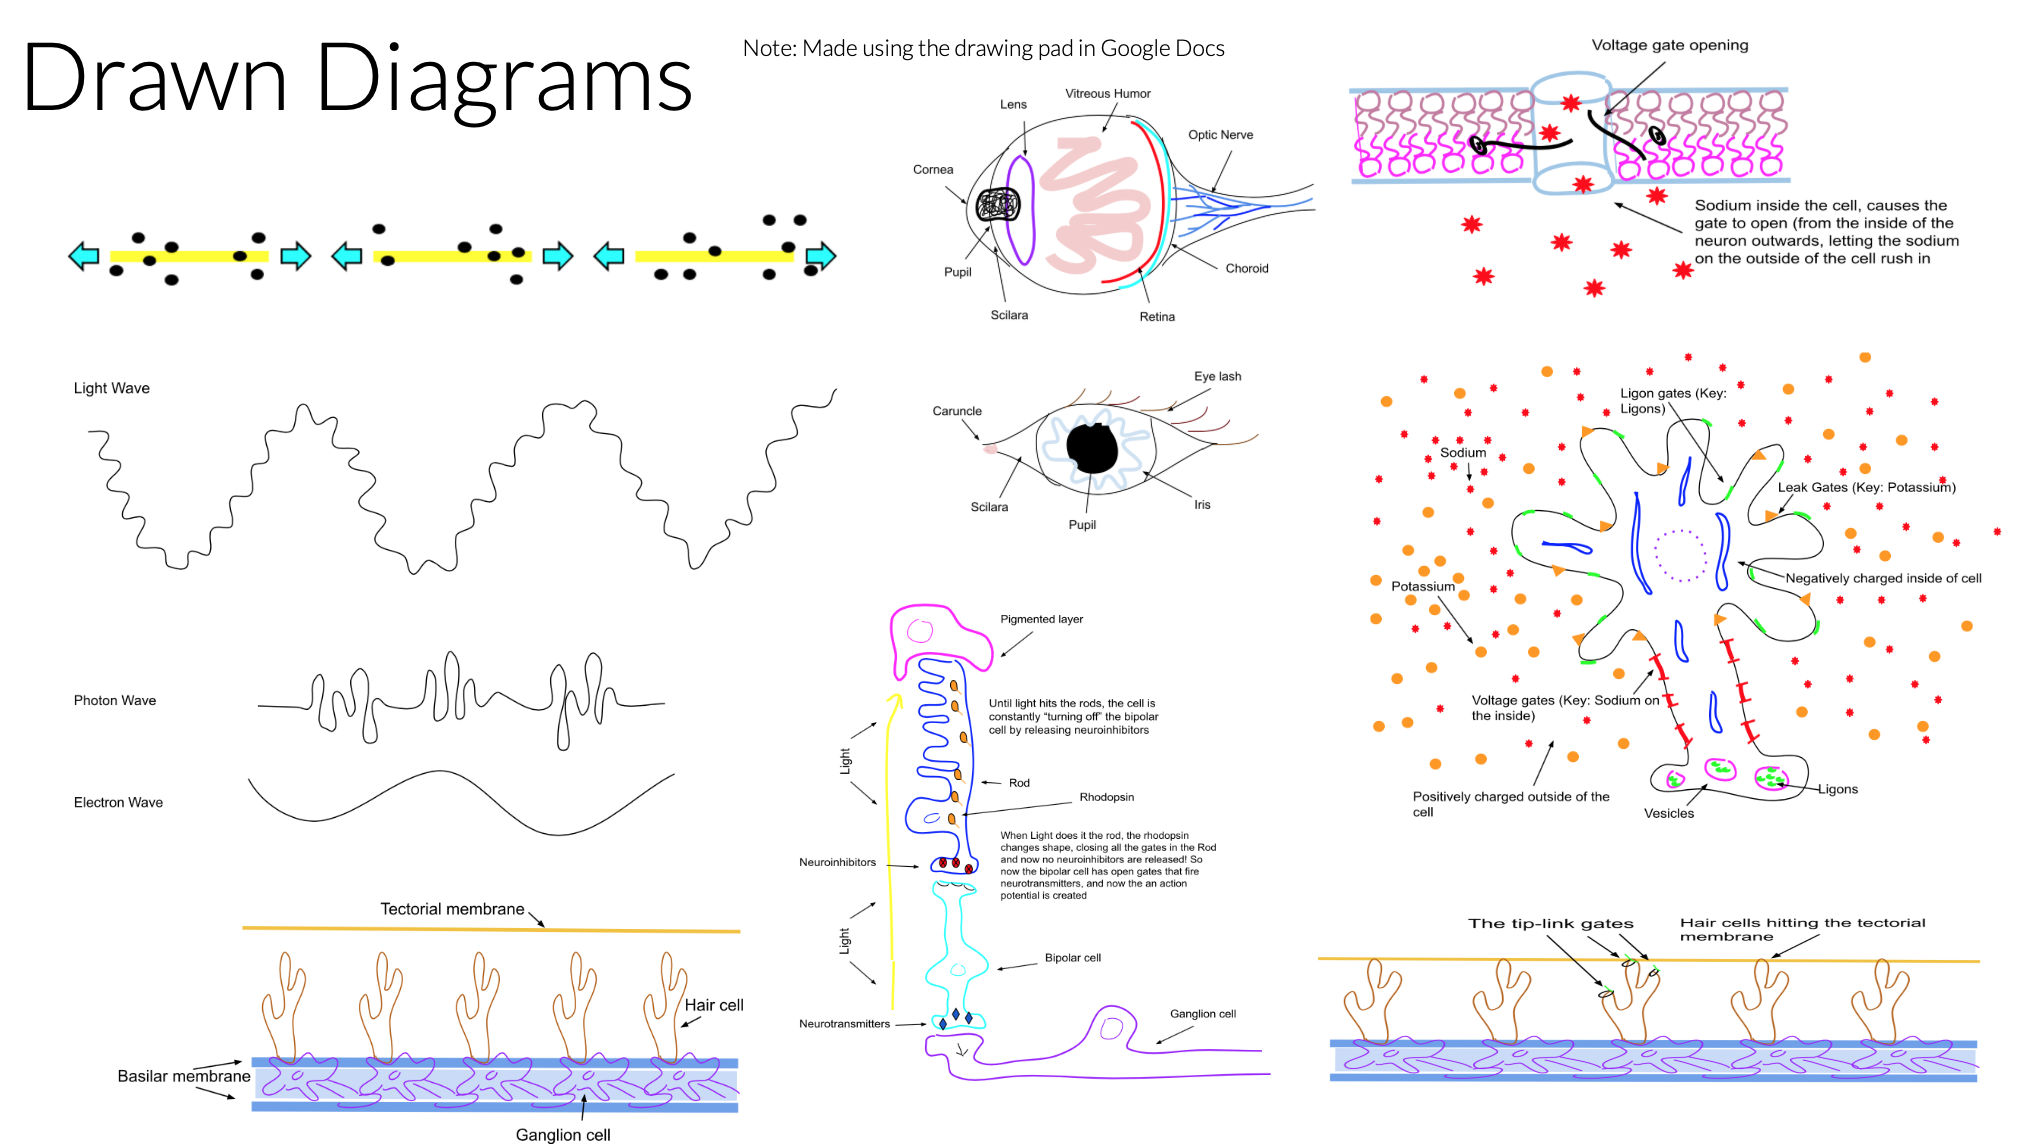 Drawn Diagrams
Note: Made using the drawing pad in Google Docs
Light Wave
Photon Wave
Electron Wave
Tectorial membrane
Hair cell
Basilar membrane
Ganglion cell
Lens
Vitreous Humor
Optic Nerve
Cornea
Pupil
Scilara
Choroid
Retina
Eye lash
Caruncle
Scilara
Pupil
Iris
Pigmented layer
Until light hits the rods, the cell is
constantly "turning off" the bipolar
cell by releasing neuroinhibitors
Light
Rod
Rhodopsin
When Light does it the rod, the rhodopsin
changes shape, closing all the gates in the Rod
and now no neuroinhibitors are released! So
now the bipolar cell has open gates that fire
neurotransmitters, and now the an action
potential is created
Neuroinhibitors
Light
Bipolar cell
Neurotransmitters
Ganglion cell
Voltage gate opening
Sodium inside the cell, causes the
gate to open (from the inside of the
neuron outwards, letting the sodium
on the outside of the cell rush in
Ligon gates (Key:
Ligons)
Sodium
Leak Gates (Key: Potassium)
Potassium
Negatively charged inside of cell
Voltage gates (Key: Sodium on
the inside)
Positively charged outside of the
cell
Ligons
Vesicles
The tip-link gates
Hair cells hitting the tectorial
membrane